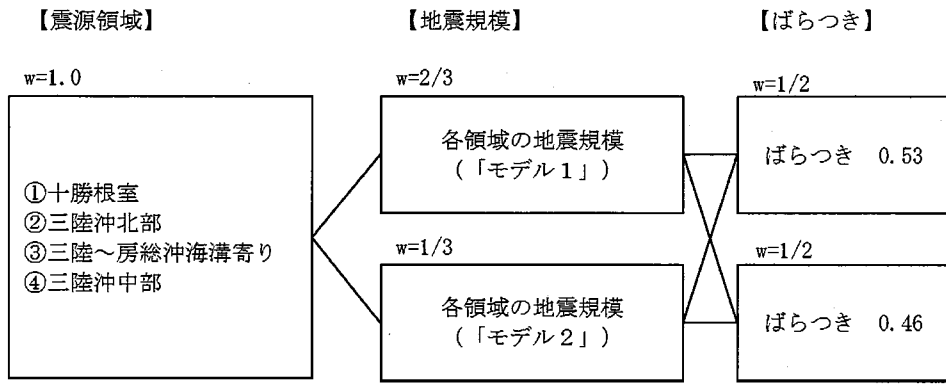 【震源領域】
【地震規模】
【ばらつき】
w=1.0
w=2/3
w=1/2
①十勝根室
②三陸沖北部
③三陸～房総沖海溝寄り
④三陸沖中部
各領域の地震規模
(「モデル1」)
ばらつき 0.53
w=1/3
w=1/2
各領域の地震規模
(「モデル2」)
ばらつき 0.46